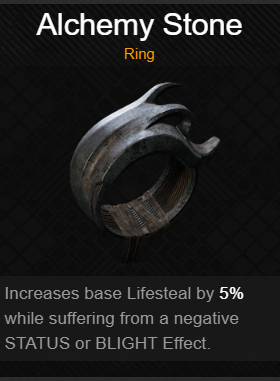 Alchemy Stone
Ring
Increases base Lifesteal by 5%
while suffering from a negative
STATUS or BLIGHT Effect.